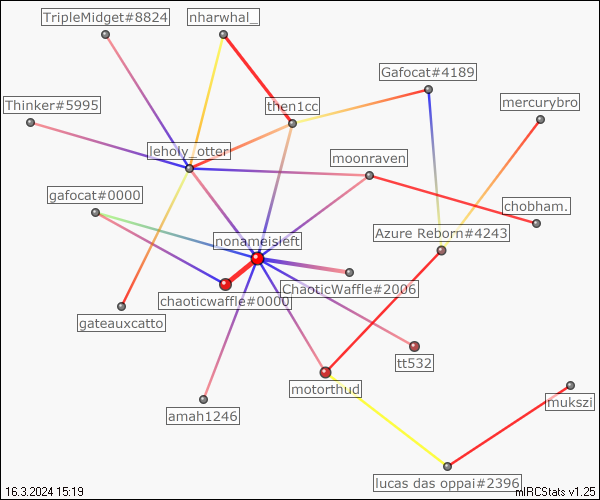 TripleMidget#8824
nharwhal_
Gafocat#4189
Thinker#5995
then1cc
mercurybro
leholy_otter
moonraven
gafocat#0000
chobham.
Azure Reborn#4243
nonameisleft
ChaoticWaffle#2006
chaoticwaffle#0000
gateauxcatto
tt532
motorthud
mukszi
amah1246
lucas das oppai#2396
16.3.2024 15:19
mIRCStats v1.25